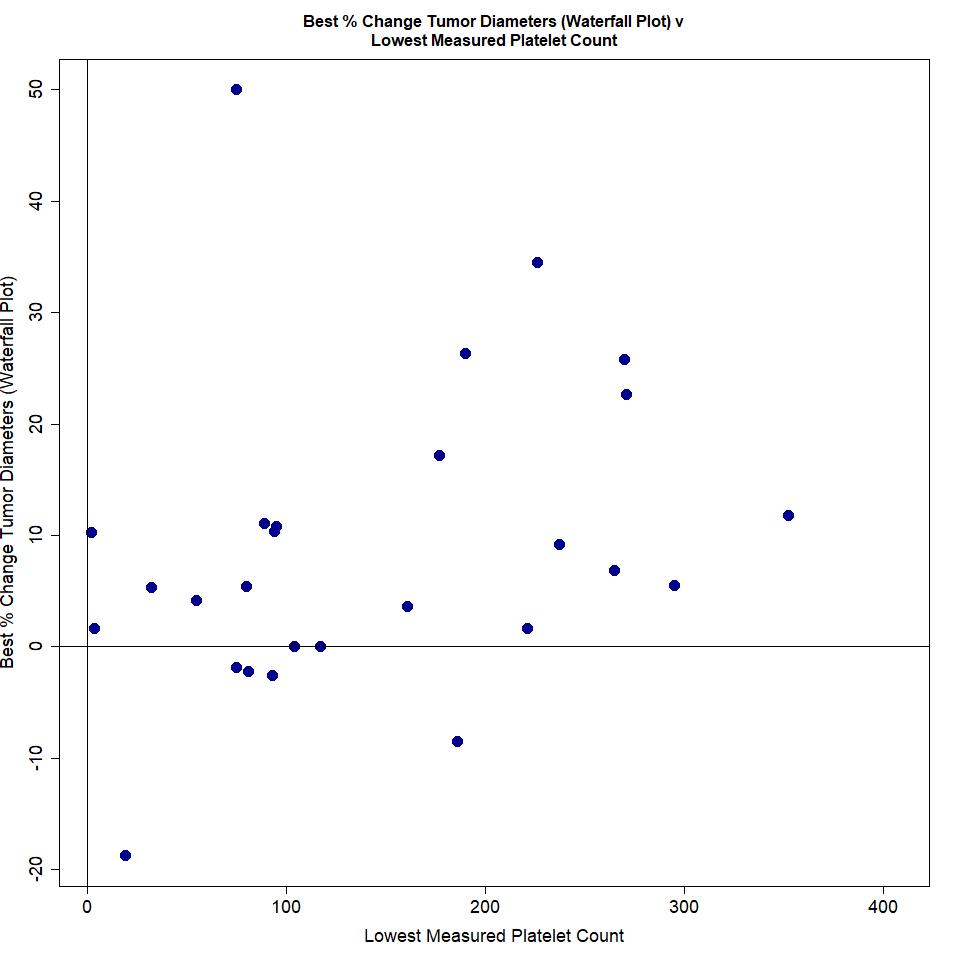 Best % Change Tumor Diameters (Waterfall Plot) v
Lowest Measured Platelet Count
Best % Change Tumor Diameters (Waterfall Plot)
50
40
30
20
10
0
-10
-20
0 100 200 300 400
Lowest Measured Platelet Count